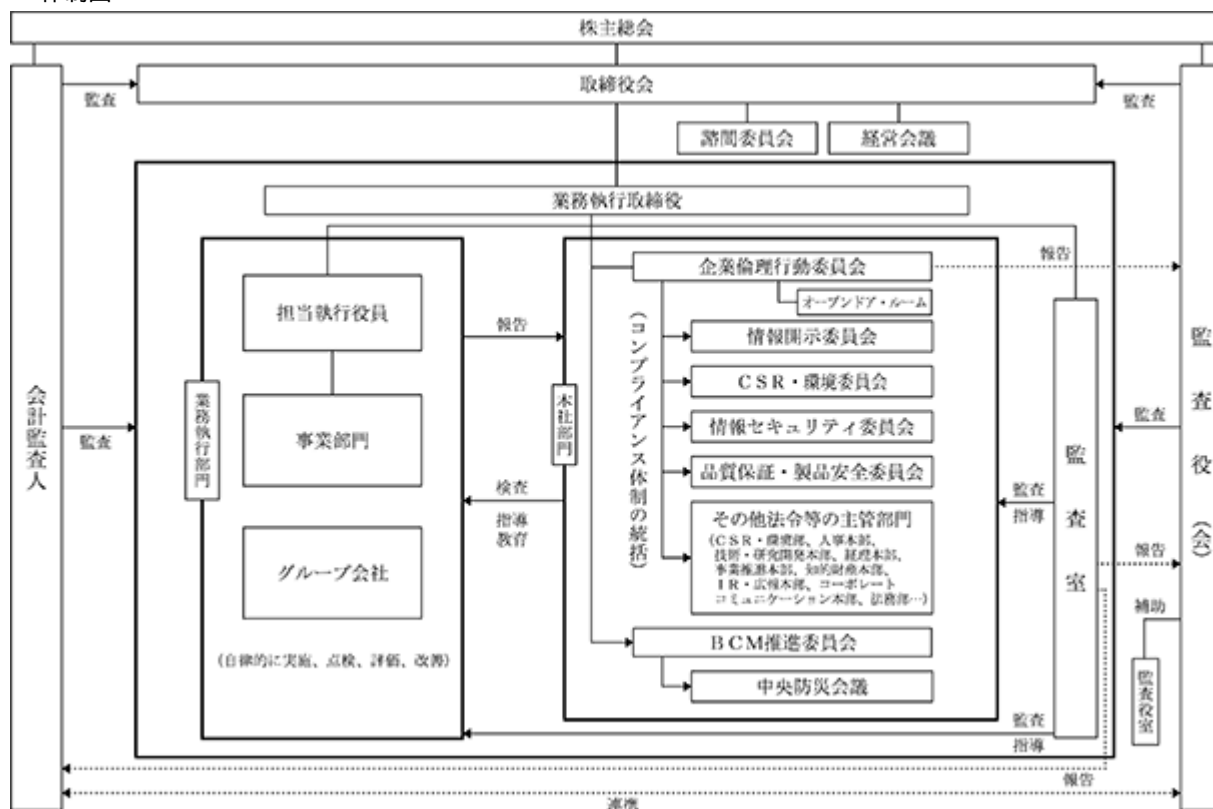 株主総会
取締役会
監査
監査
諮問委員会
経営会議
業務執行取締役
企業倫理行動委員会
報告
オープンドア・ルーム
担当執行役員
報告
情報開示委員会
CSR・環境委員会
業務執行部門
本社部門
(コンプライアンス体制の統括)
会計監査人
監査
事業部門
情報セキュリティ委員会
監査役(会)
監査
品質保証・製品安全委員会
監査室
検査
指導
教育
監査
指導
その他法令等の主管部門
(CSR・環境部、人事本部、
技術・研究開発本部、経理本部、
事業推進本部、知的財産本部、
IR・広報本部、コーポレート
コミュニケーション本部、法務部…)
グループ会社
報告
補助
(自律的に実施、点検、評価、改善)
BCM推進委員会
中央防災会議
監査役室
監査
指導
報告
連携